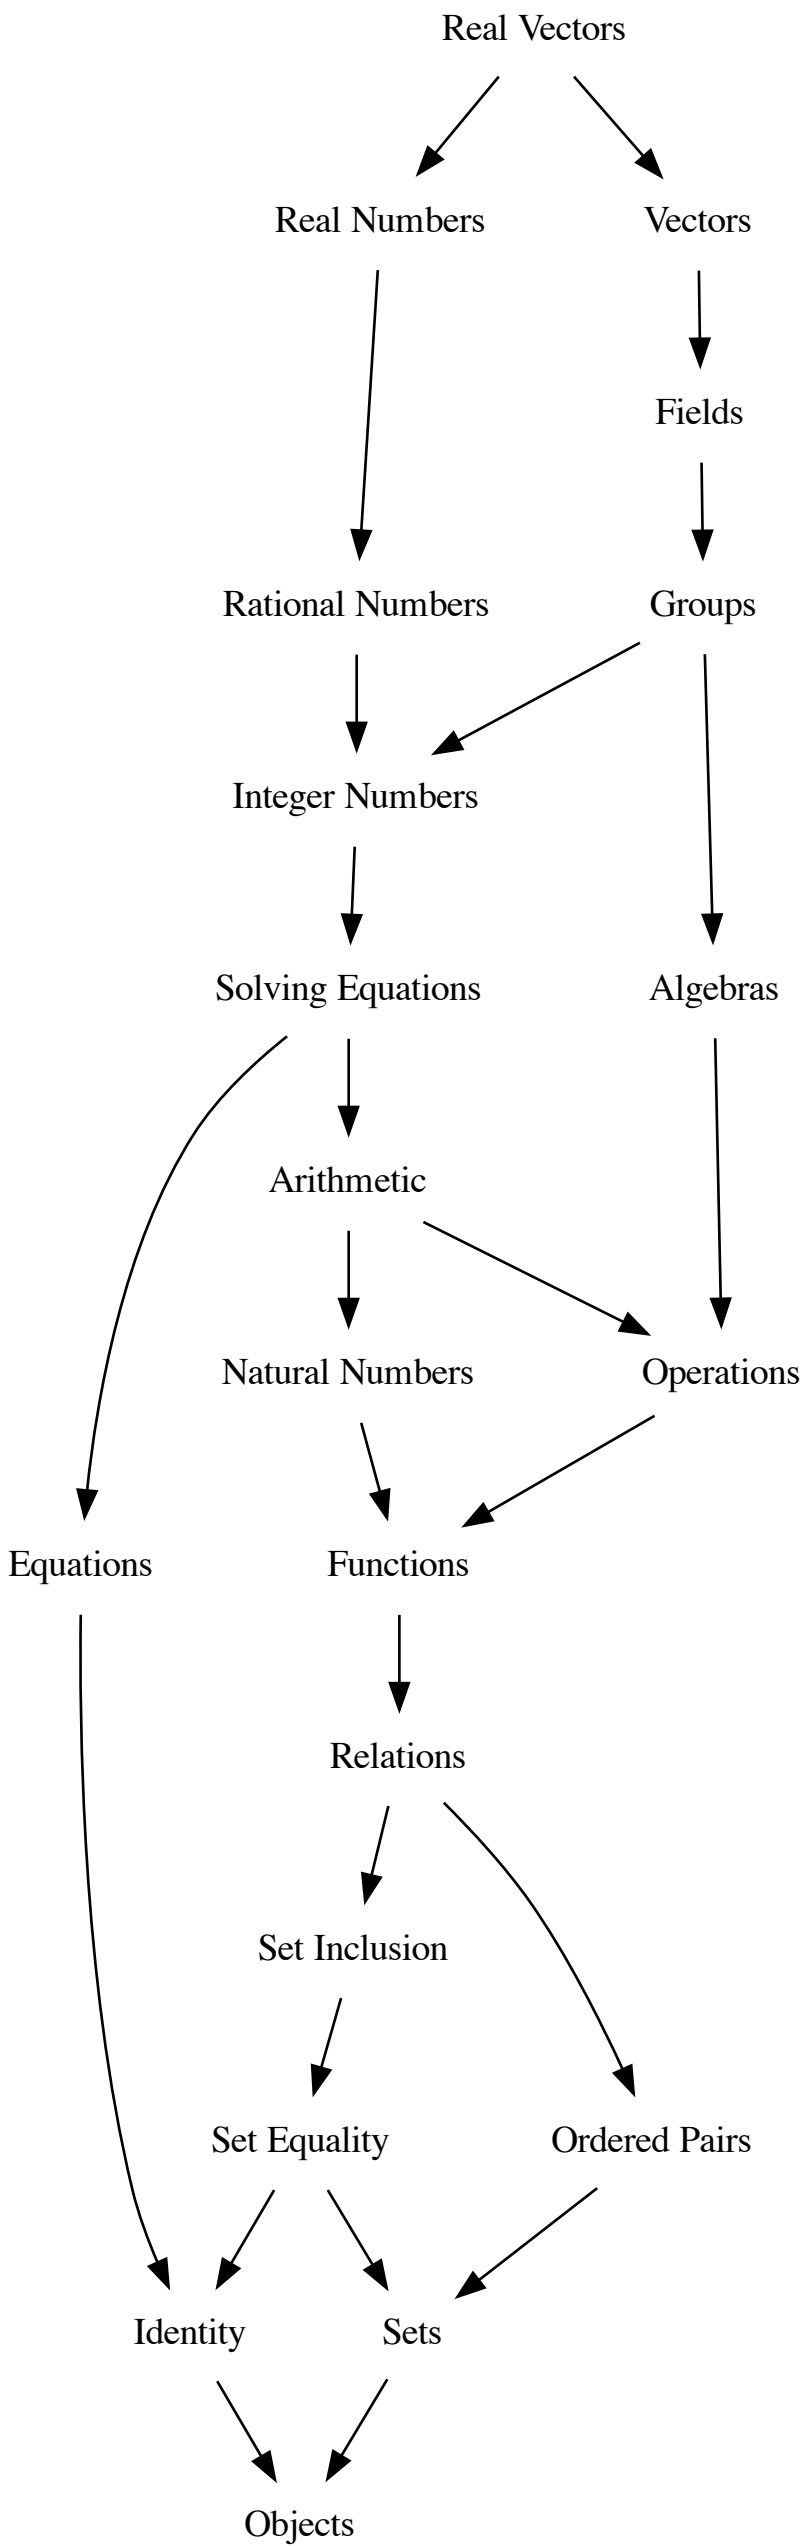 Real Vectors
Real Numbers
Vectors
Fields
Rational Numbers
Groups
Integer Numbers
Solving Equations
Algebras
Arithmetic
Natural Numbers
Operations
Equations
Functions
Relations
Set Inclusion
Set Equality
Ordered Pairs
Identity
Sets
Objects